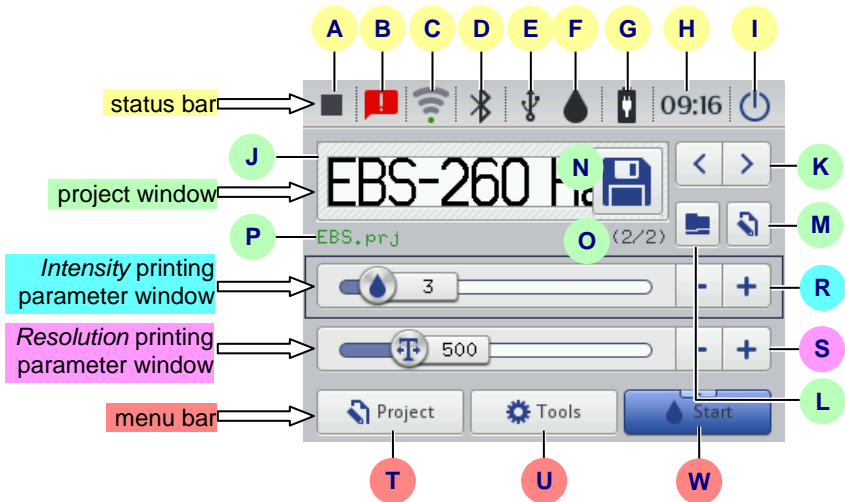 A B C D E F G H I
status bar
09:16
J
EBS-260 Ha
N
K
project window
P
EBS.prj
O
(2/2)
M
Intensity printing
parameter window
3
- +
R
Resolution printing
parameter window
500
- +
S
L
menu bar
Project
Tools
Start
T U W